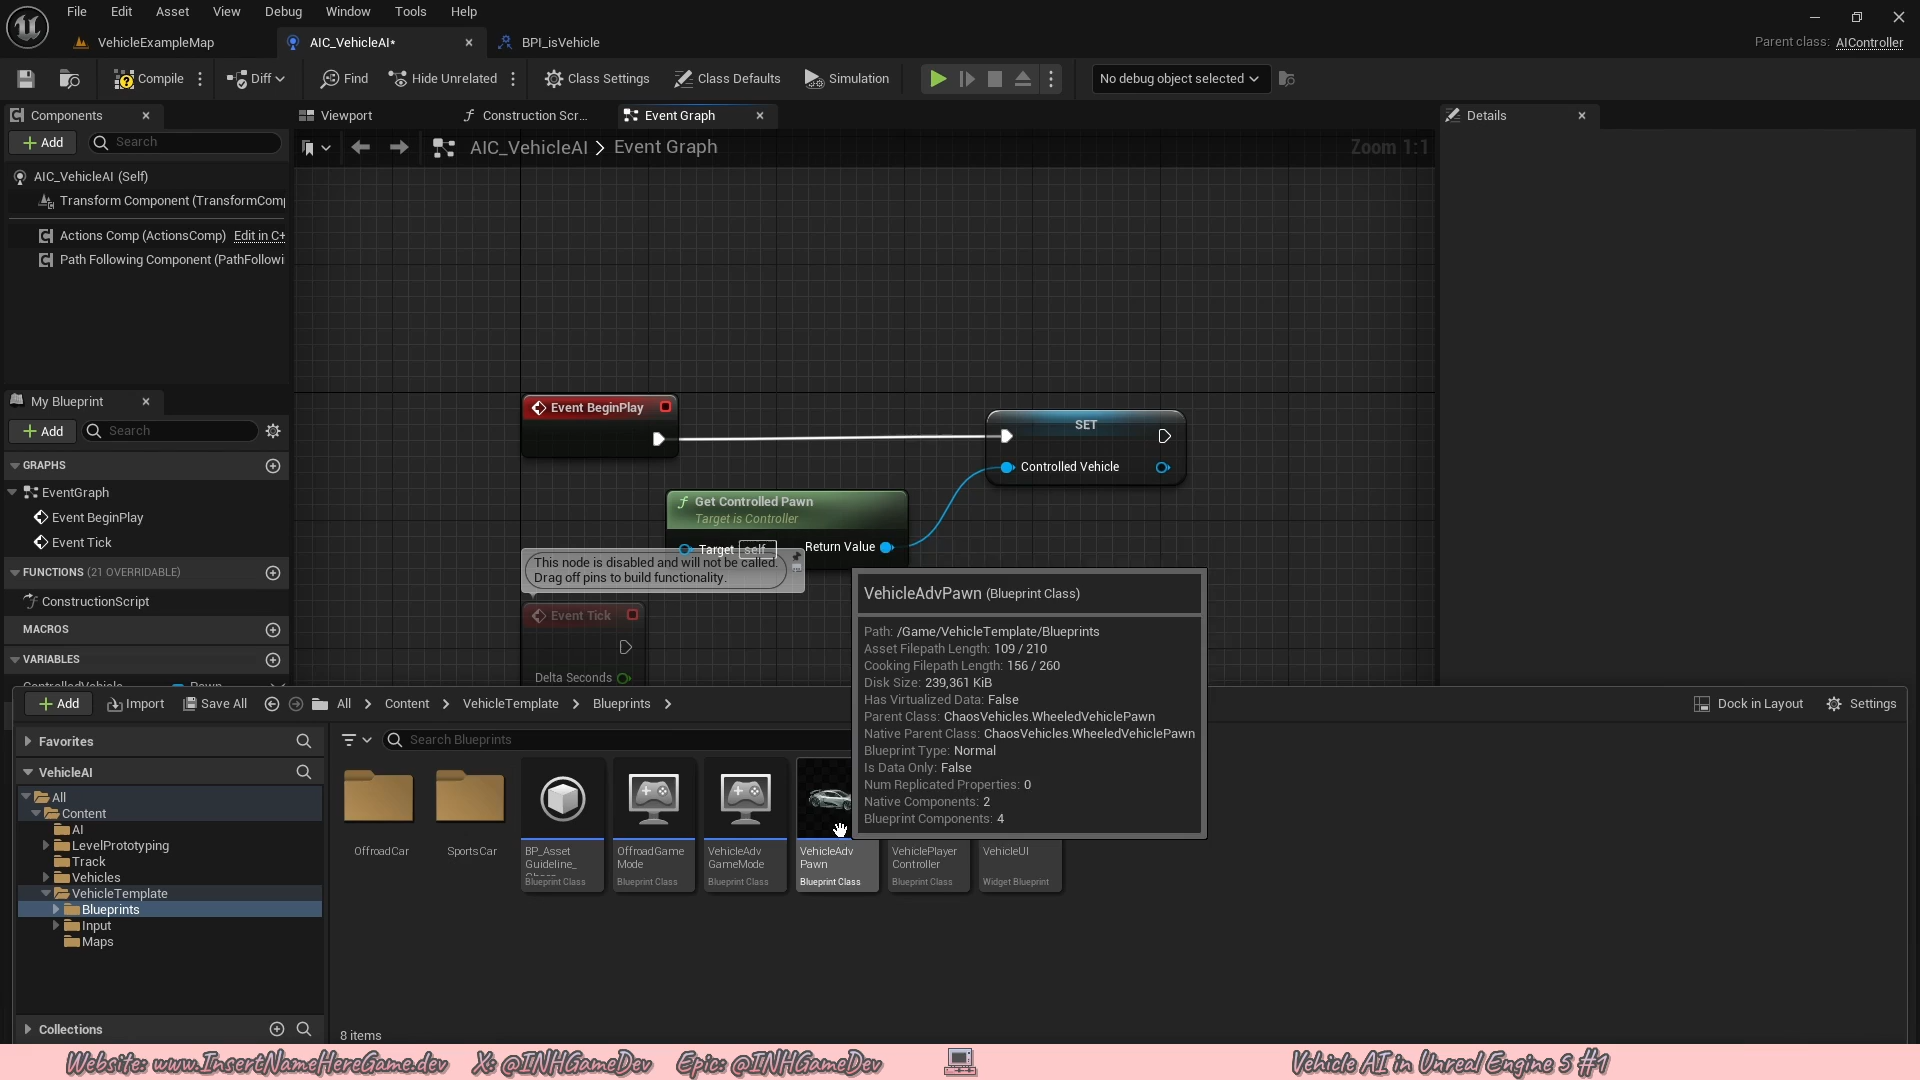 File Edit Asset View Debug Window Tools Help
VehicleExampleMap
AIC_VehicleAI*
BPI_isVehicle
Parent class: AIController
Compile
Diff
Find
Hide Unrelated
Class Settings
Class Defaults
Simulation
No debug object selected
Components
Viewport
Construction Scr...
Event Graph
Details
Add
Search
AIC_VehicleAI > Event Graph
Zoom 1:1
AIC_VehicleAI (Self)
Transform Component (TransformComp
Actions Comp (ActionsComp) Edit in C+
Path Following Component (PathFollowi
My Blueprint
Add
Search
GRAPHS
EventGraph
Event BeginPlay
Event Tick
FUNCTIONS (21 OVERRIDABLE)
ConstructionScript
MACROS
VARIABLES
ControlledVehicle Pawn
Event BeginPlay
SET
Controlled Vehicle
Get Controlled Pawn
Target is Controller
Target self
Return Value
This node is disabled and will not be called.
Drag off pins to build functionality.
Event Tick
Delta Seconds
VehicleAdvPawn (Blueprint Class)
Path: /Game/VehicleTemplate/Blueprints
Asset Filepath Length: 109 / 210
Cooking Filepath Length: 156 / 260
Disk Size: 239,361 KiB
Has Virtualized Data: False
Parent Class: ChaosVehicles.WheeledVehiclePawn
Native Parent Class: ChaosVehicles.WheeledVehiclePawn
Blueprint Type: Normal
Is Data Only: False
Num Replicated Properties: 0
Native Components: 2
Blueprint Components: 4
Add
Import
Save All
All > Content > VehicleTemplate > Blueprints >
Dock in Layout
Settings
Favorites
Search Blueprints
VehicleAI
All
Content
AI
LevelPrototyping
Track
Vehicles
VehicleTemplate
Blueprints
Input
Maps
Collections
OffroadCar
SportsCar
BP_Asset
Guideline_
Blueprint Class
OffroadGame
Mode
Blueprint Class
VehicleAdv
GameMode
Blueprint Class
VehicleAdv
Pawn
Blueprint Class
VehiclePlayer
Controller
Blueprint Class
VehicleUI
Widget Blueprint
8 items
Website: www.InsertNameHereGame.dev X: @INHGameDev Epic: @INHGameDev
Vehicle AI in Unreal Engine 5 #1